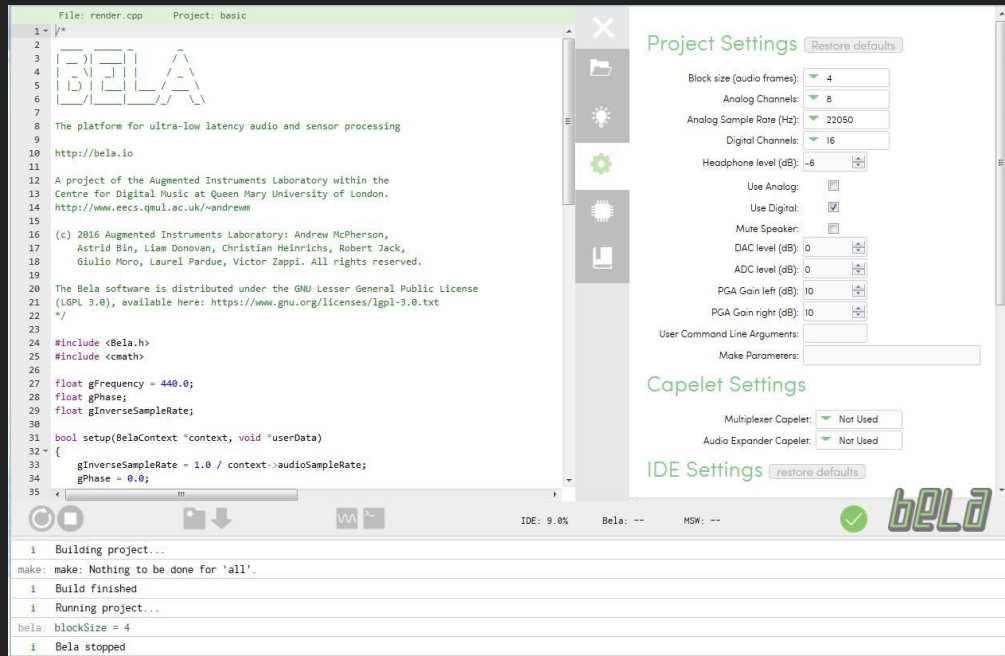 File: render.cpp Project: basic
1 /*
2
3
4
5
6
7
8 The platform for ultra-low latency audio and sensor processing
9
10 http://bela.io
11
12 A project of the Augmented Instruments Laboratory within the
13 Centre for Digital Music at Queen Mary University of London.
14 http://www.eecs.qmul.ac.uk/~andrewm
15
16 (c) 2016 Augmented Instruments Laboratory: Andrew McPherson,
17 Astrid Bin, Liam Donovan, Christian Heinrichs, Robert Jack,
18 Giulio Moro, Laurel Pardue, Victor Zappi. All rights reserved.
19
20 The Bela software is distributed under the GNU Lesser General Public License
21 (LGPL 3.0), available here: https://www.gnu.org/licenses/lgpl-3.0.txt
22 */
23
24 #include <Bela.h>
25 #include <cmath>
26
27 float gFrequency = 440.0;
28 float gPhase;
29 float gInverseSampleRate;
30
31 bool setup(BelaContext *context, void *userData)
32 {
33 gInverseSampleRate = 1.0 / context->audioSampleRate;
34 gPhase = 0.0;
35
Project Settings Restore defaults
Block size (audio frames): 4
Analog Channels: 8
Analog Sample Rate (Hz): 22050
Digital Channels: 16
Headphone level (dB): -6
Use Analog:
Use Digital:
Mute Speaker:
DAC level (dB): 0
ADC level (dB): 0
PGA Gain left (dB): 10
PGA Gain right (dB): 10
User Command Line Arguments:
Make Parameters:
Capelet Settings
Multiplexer Capelet: Not Used
Audio Expander Capelet: Not Used
IDE Settings restore defaults
IDE: 9.0% Bela: -- MSW: --
bela
i Building project...
make: make: Nothing to be done for `all'.
i Build finished
i Running project...
bela: blockSize = 4
i Bela stopped